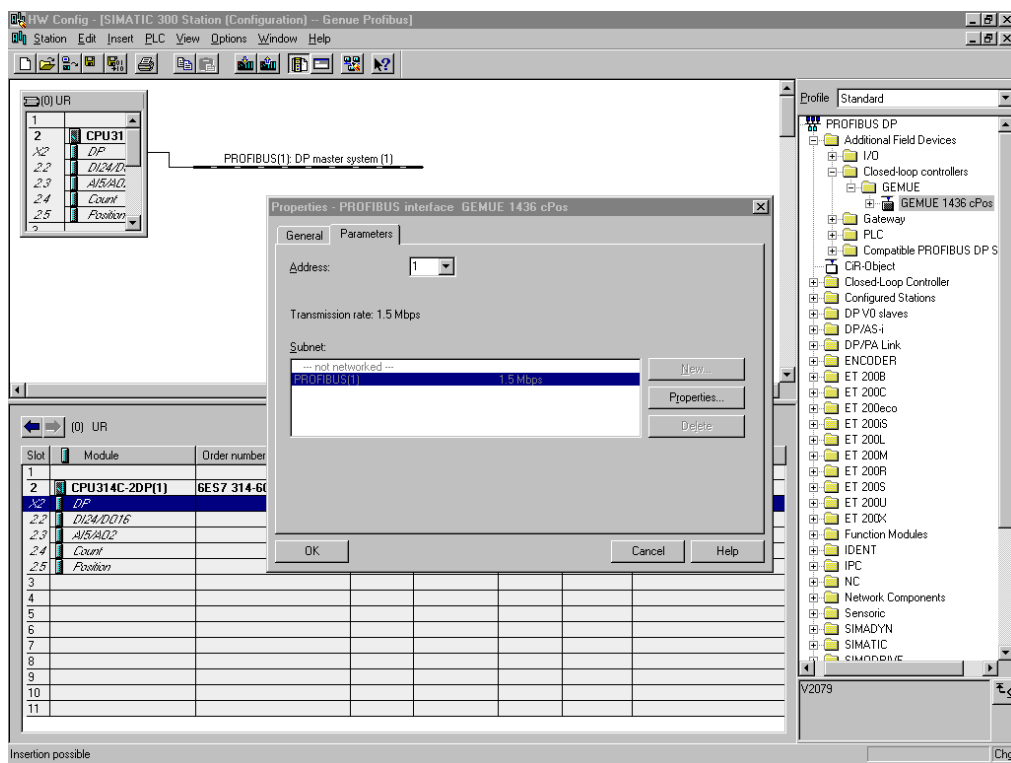 HW Config - [SIMATIC 300 Station (Configuration) -- Genue Profibus]
Station Edit Insert PLC View Options Window Help
(0) UR
1
2 CPU31
X2 DP
2.2 DI24/D
2.3 AI5/AO
2.4 Count
2.5 Position
PROFIBUS(1): DP master system (1)
Properties - PROFIBUS interface GEMUE 1436 cPos
General Parameters
Address: 1
Transmission rate: 1.5 Mbps
Subnet:
--- not networked ---
PROFIBUS(1) 1.5 Mbps
New...
Properties...
Delete
OK Cancel Help
(0) UR
Slot Module Order number
1
2 CPU314C-2DP(1) 6ES7 314-6
X2 DP
2.2 DI24/DO16
2.3 AI5/AO2
2.4 Count
2.5 Position
3
4
5
6
7
8
9
10
11
Profile Standard
PROFIBUS DP
Additional Field Devices
I/O
Closed-loop controllers
GEMUE
GEMUE 1436 cPos
Gateway
PLC
Compatible PROFIBUS DP S
CiR-Object
Closed-Loop Controller
Configured Stations
DP V0 slaves
DP/AS-i
DP/PA Link
ENCODER
ET 200B
ET 200C
ET 200eco
ET 200iS
ET 200L
ET 200M
ET 200R
ET 200S
ET 200U
ET 200X
Function Modules
IDENT
IPC
NC
Network Components
Sensoric
SIMADYN
SIMATIC
SIMODRIVE
V2079
Insertion possible
Chg